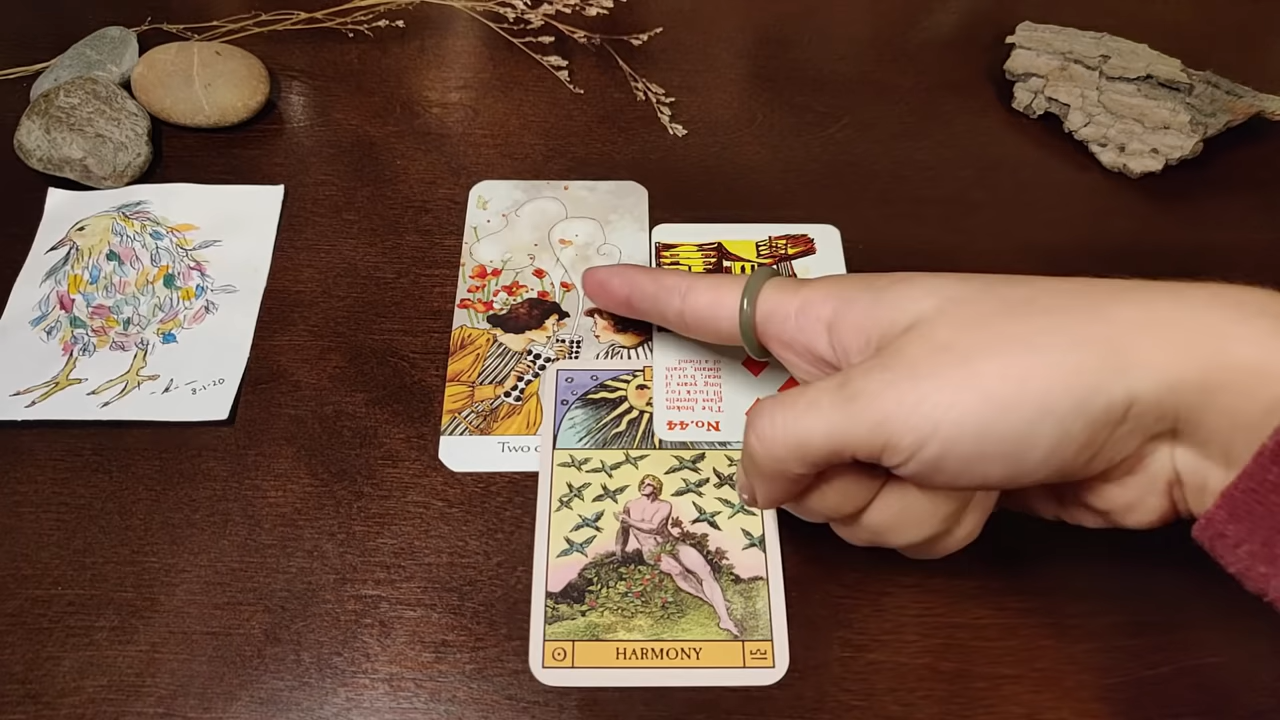 Two
No.44
The broken
glass foretells
ill luck for
long years if
near; but if
distant, death
of a friend.
HARMONY
8-1-20